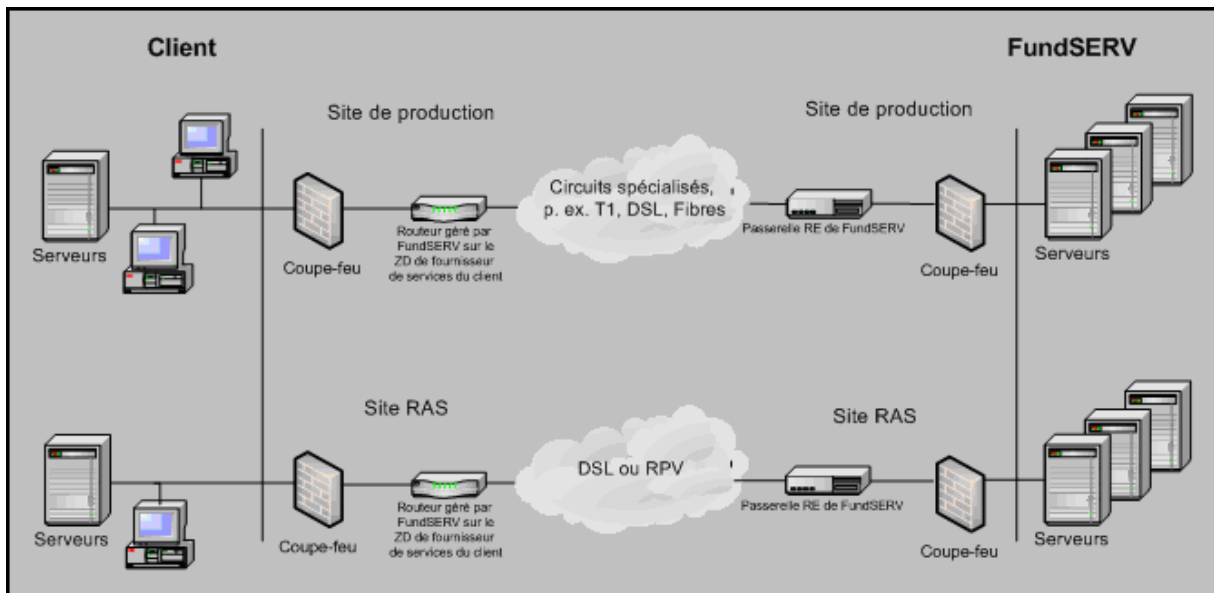 Client
FundSERV
Site de production
Site de production
Circuits spécialisés,
p. ex. T1, DSL, Fibres
Serveurs
Coupe-feu
Routeur géré par
FundSERV sur le
ZD de fournisseur
de services du client
Passerelle RE de FundSERV
Coupe-feu
Serveurs
Site RAS
Site RAS
DSL ou RPV
Serveurs
Coupe-feu
Routeur géré par
FundSERV sur le
ZD de fournisseur
de services du client
Passerelle RE de FundSERV
Coupe-feu
Serveurs